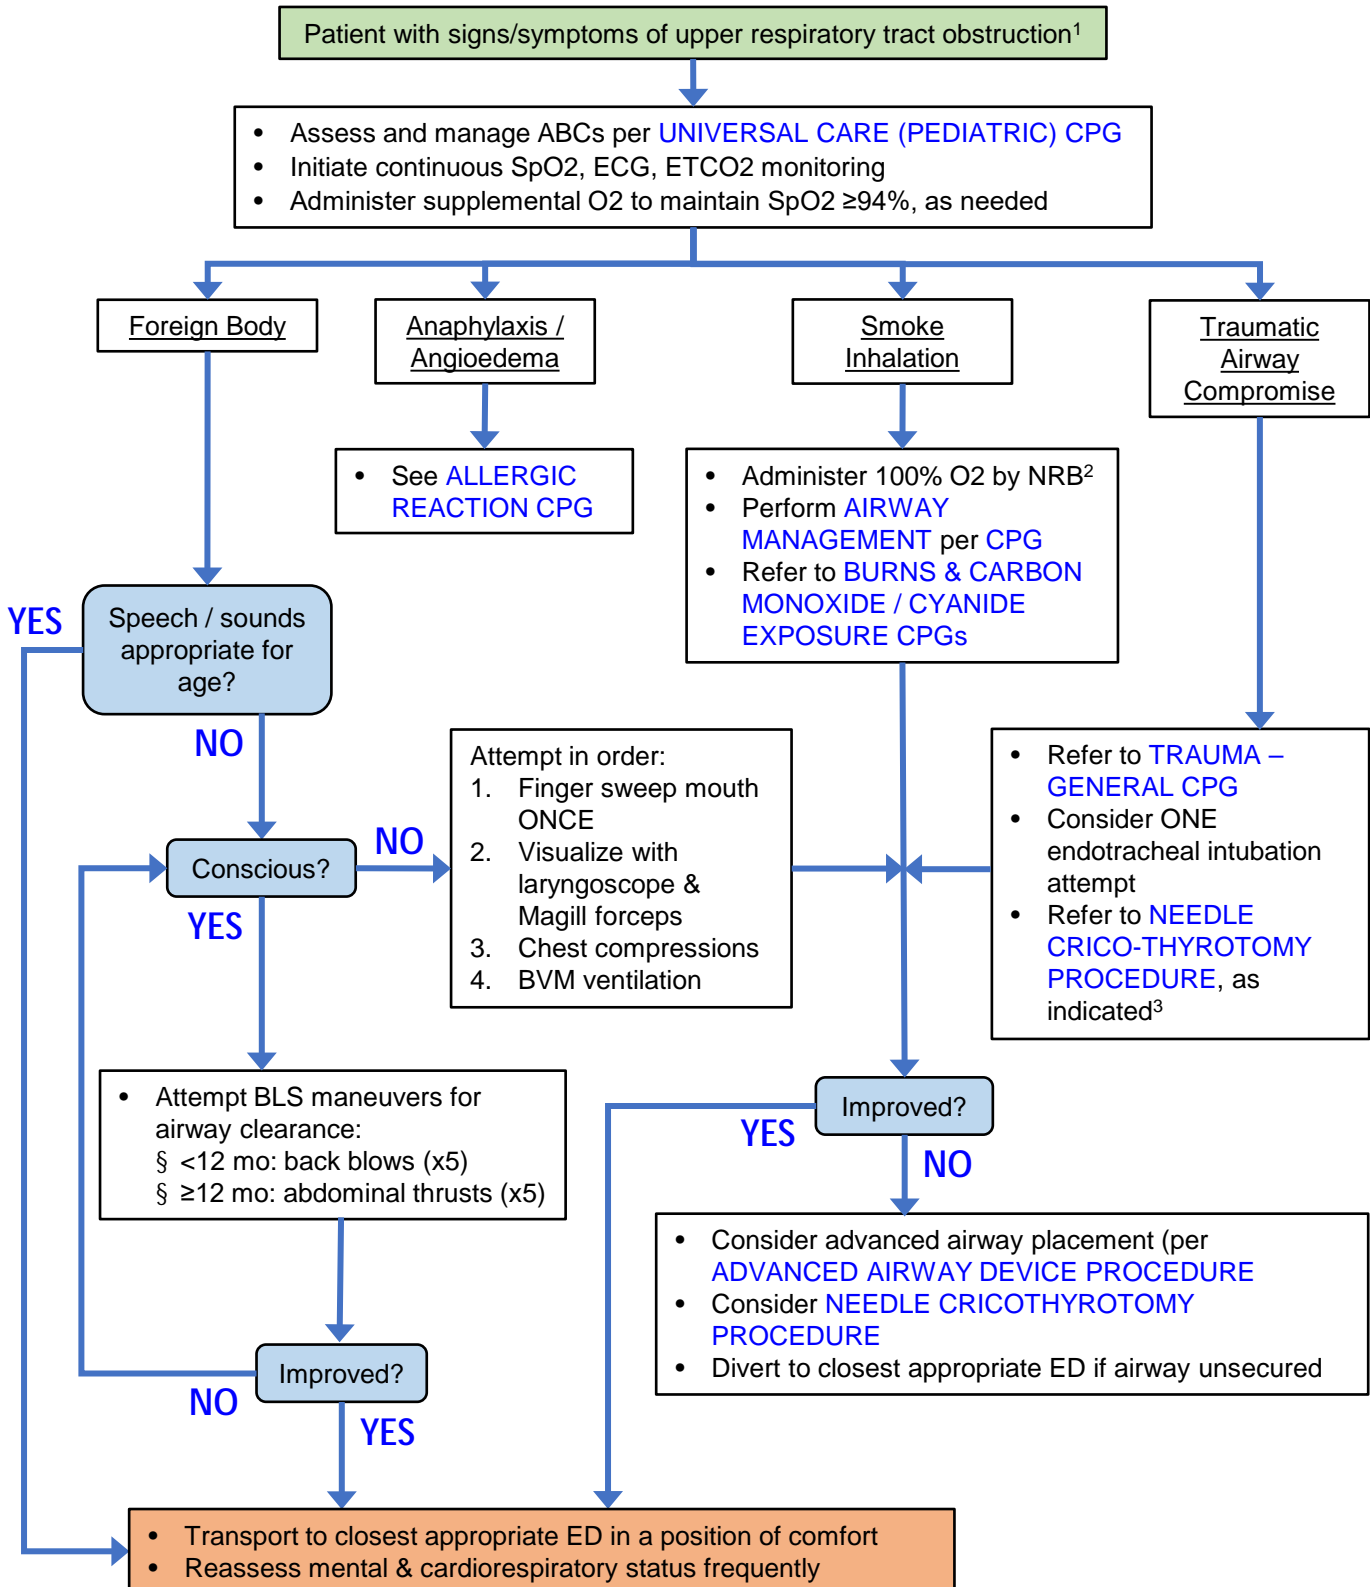 Patient with signs/symptoms of upper respiratory tract obstruction¹
• Assess and manage ABCs per UNIVERSAL CARE (PEDIATRIC) CPG
• Initiate continuous SpO2, ECG, ETCO2 monitoring
• Administer supplemental O2 to maintain SpO2 ≥94%, as needed
Foreign Body
Anaphylaxis /
Angioedema
Smoke
Inhalation
Traumatic
Airway
Compromise
• See ALLERGIC
REACTION CPG
• Administer 100% O2 by NRB²
• Perform AIRWAY
MANAGEMENT per CPG
• Refer to BURNS & CARBON
MONOXIDE / CYANIDE
EXPOSURE CPGs
YES
Speech / sounds
appropriate for
age?
NO
Conscious?
NO
YES
Attempt in order:
1. Finger sweep mouth
ONCE
2. Visualize with
laryngoscope &
Magill forceps
3. Chest compressions
4. BVM ventilation
• Refer to TRAUMA –
GENERAL CPG
• Consider ONE
endotracheal intubation
attempt
• Refer to NEEDLE
CRICO-THYROTOMY
PROCEDURE, as
indicated³
• Attempt BLS maneuvers for
airway clearance:
§ <12 mo: back blows (x5)
§ ≥12 mo: abdominal thrusts (x5)
Improved?
YES
NO
• Consider advanced airway placement (per
ADVANCED AIRWAY DEVICE PROCEDURE
• Consider NEEDLE CRICOTHYROTOMY
PROCEDURE
• Divert to closest appropriate ED if airway unsecured
Improved?
NO
YES
• Transport to closest appropriate ED in a position of comfort
• Reassess mental & cardiorespiratory status frequently